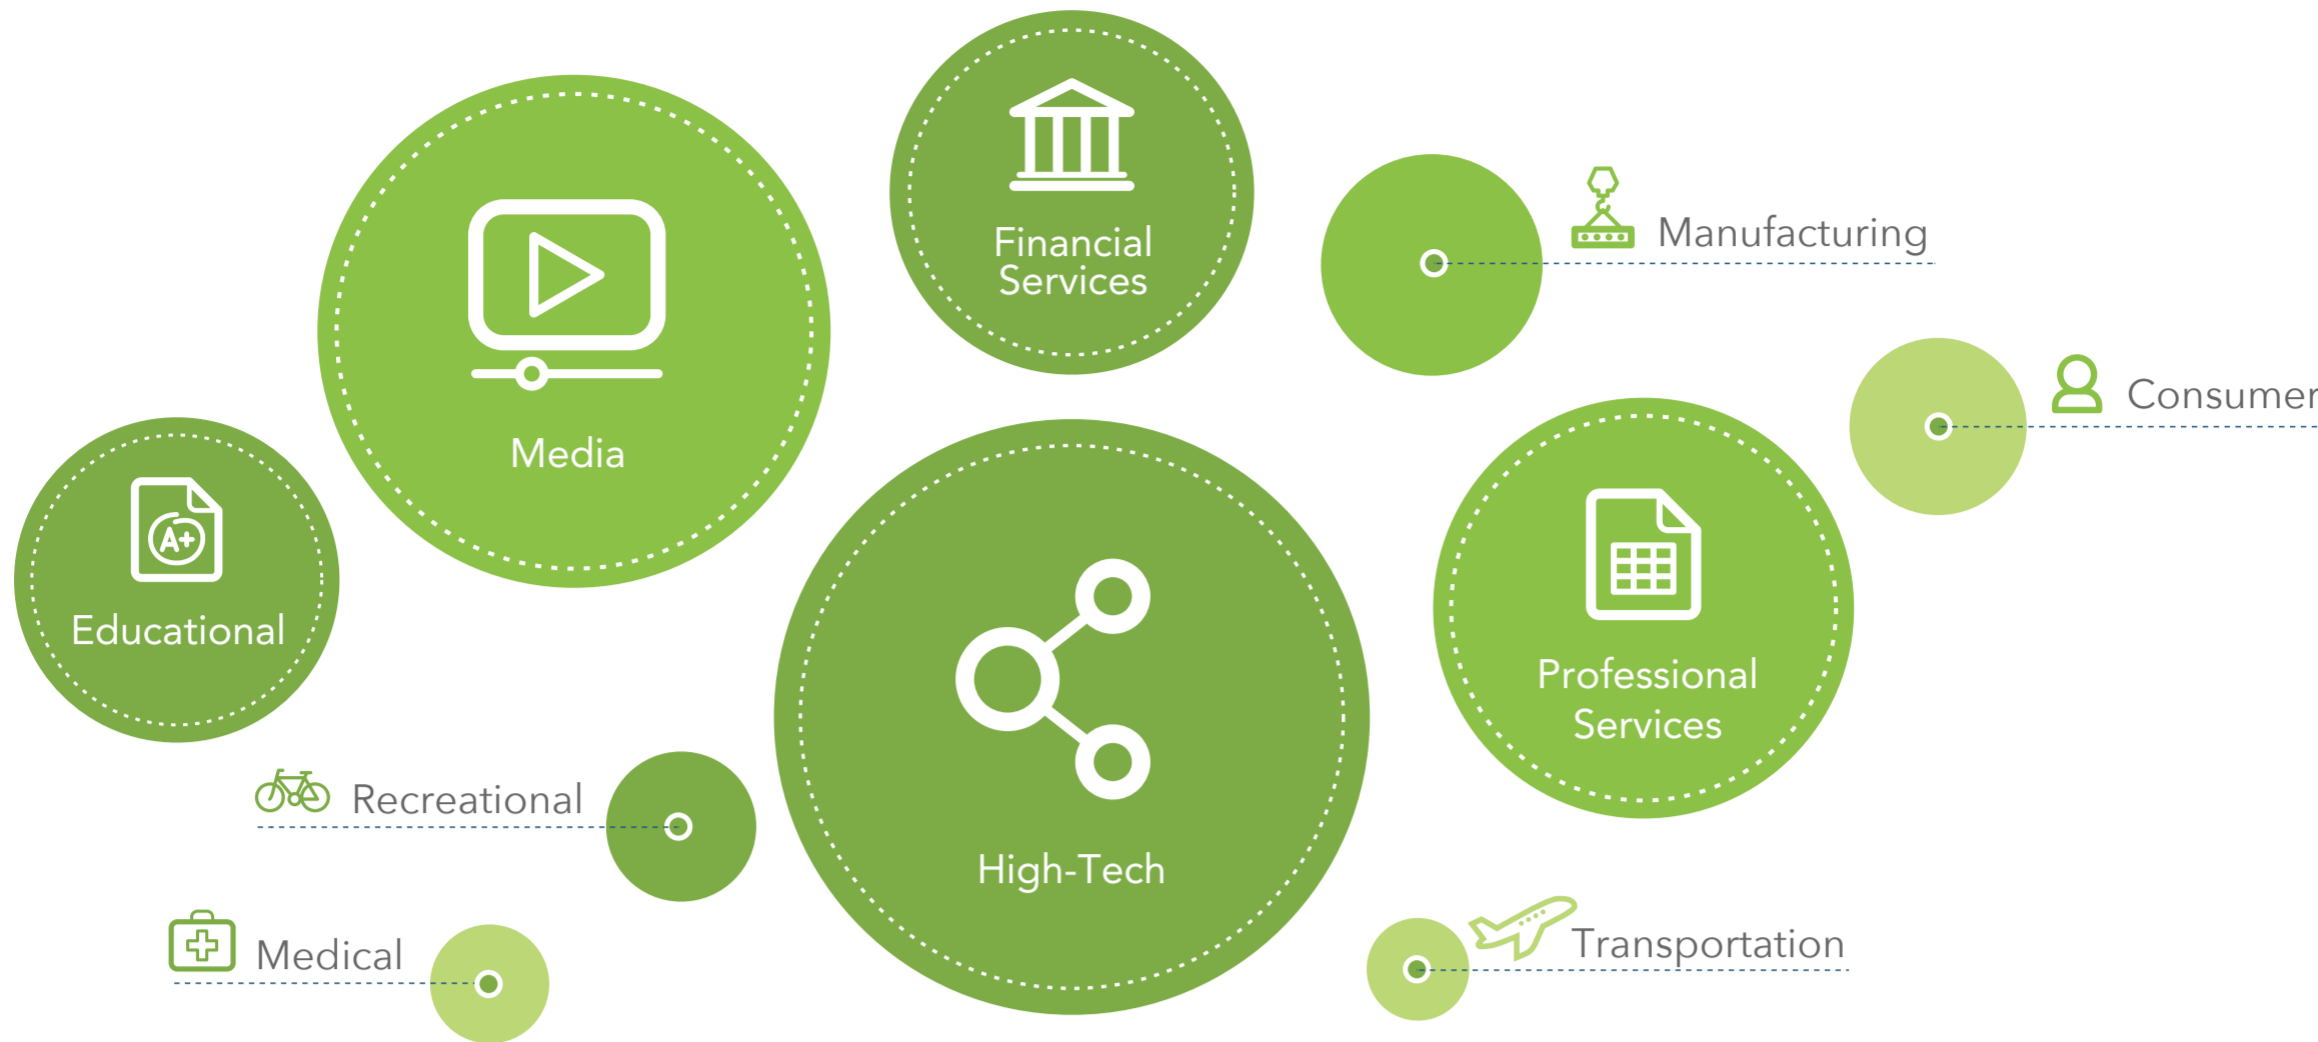 Financial
Services
Manufacturing
Consumer
Media
A+
Educational
Professional
Services
Recreational
High-Tech
Medical
Transportation